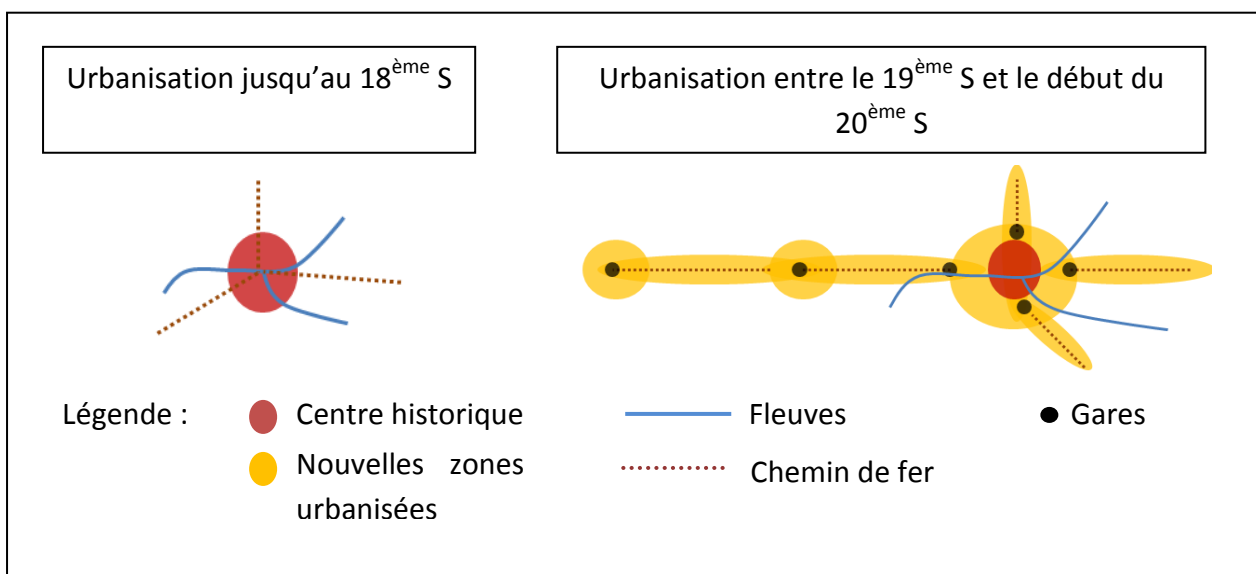 Urbanisation jusqu’au 18ème S
Urbanisation entre le 19ème S et le début du
20ème S
Légende :
Centre historique
Fleuves
Gares
Nouvelles zones
urbanisées
Chemin de fer